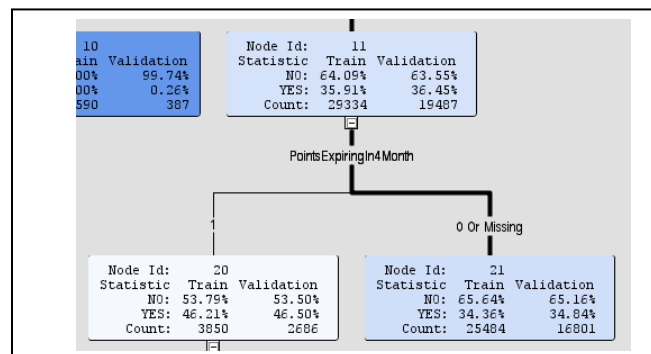 10
ain Validation
00% 99.74%
00% 0.26%
590 387
Node Id: 11
Statistic Train Validation
NO: 64.09% 63.55%
YES: 35.91% 36.45%
Count: 29334 19487
PointsExpiringIn4Month
1
0 Or Missing
Node Id: 20
Statistic Train Validation
NO: 53.79% 53.50%
YES: 46.21% 46.50%
Count: 3850 2686
Node Id: 21
Statistic Train Validation
NO: 65.64% 65.16%
YES: 34.36% 34.84%
Count: 25484 16801